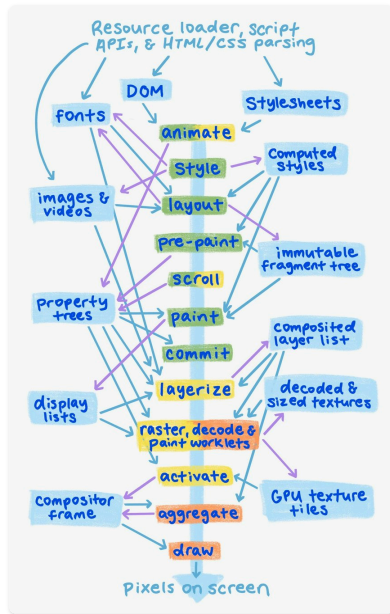 Resource loader, script
APIs, & HTML/CSS parsing
DOM
fonts
Stylesheets
animate
Style
Computed
styles
images &
videos
layout
pre-paint
immutable
fragment tree
scroll
property
trees
paint
composited
layer list
commit
layerize
decoded &
sized textures
display
lists
raster, decode &
paint worklets
activate
compositor
frame
GPU texture
tiles
aggregate
draw
Pixels on screen